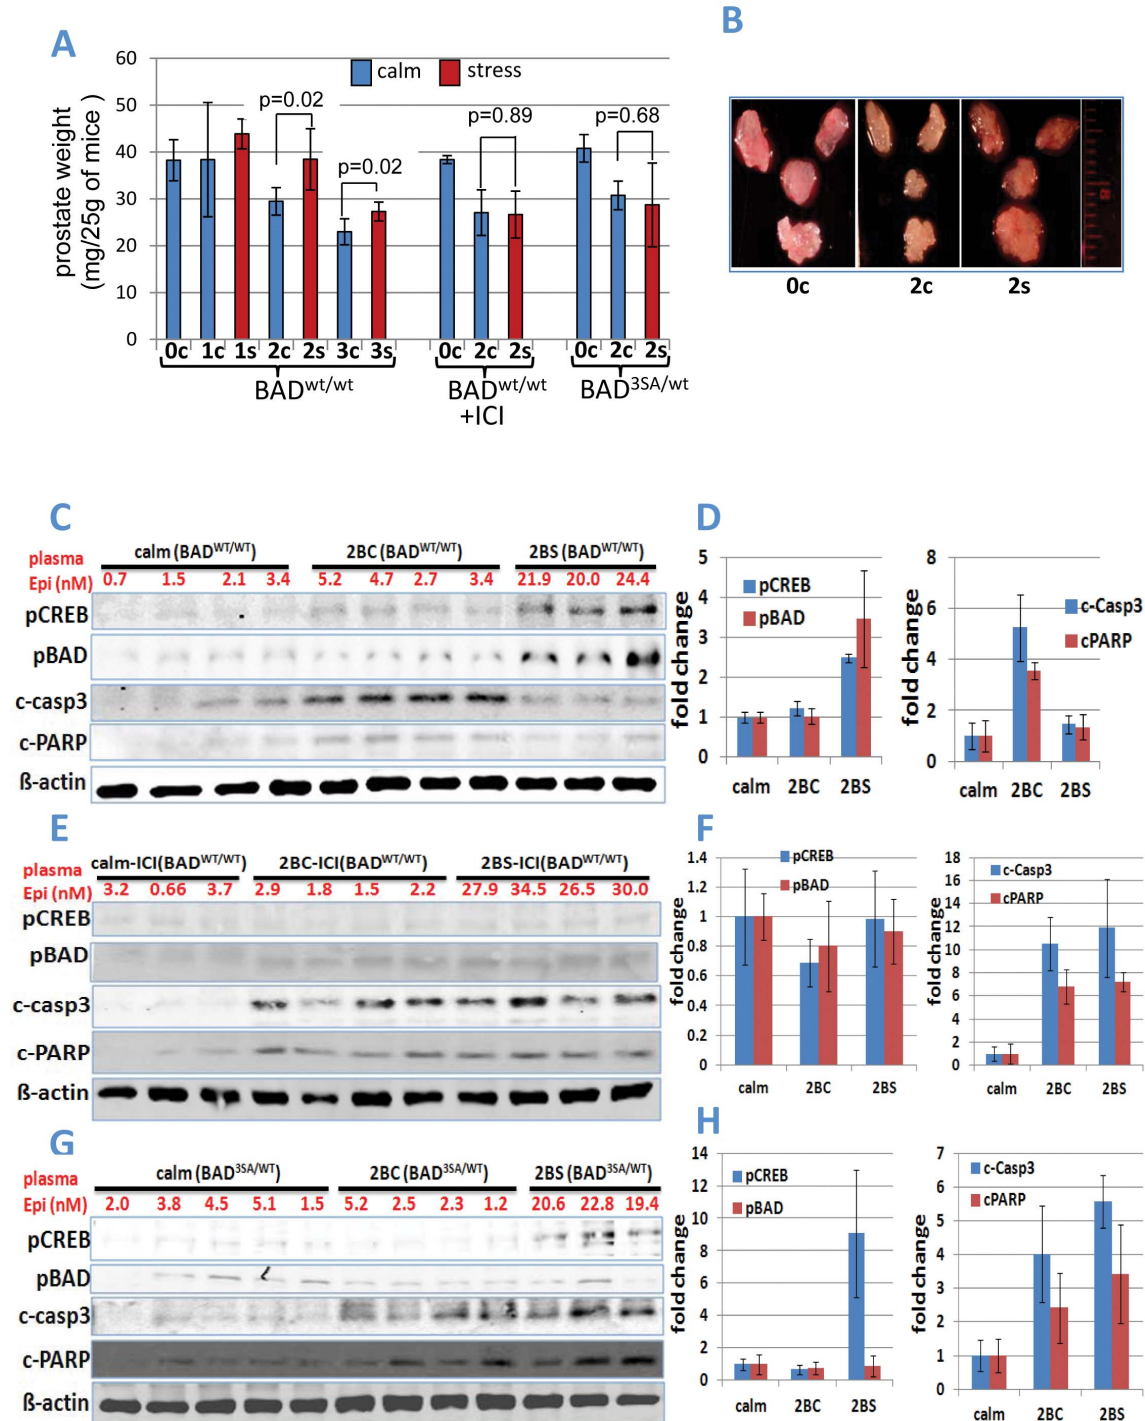 A
60
50
40
30
20
10
0
prostate weight
(mg/25g of mice )
calm stress
p=0.02
p=0.02
p=0.89
p=0.68
0c 1c 1s 2c 2s 3c 3s 0c 2c 2s 0c 2c 2s
BADwt/wt
BADwt/wt
+ICI
BAD3SA/wt
B
0c 2c 2s
C
plasma
Epi (nM)
calm (BADWT/WT) 2BC (BADWT/WT) 2BS (BADWT/WT)
0.7 1.5 2.1 3.4 5.2 4.7 2.7 3.4 21.9 20.0 24.4
pCREB
pBAD
c-casp3
c-PARP
ß-actin
D
fold change
5
4
3
2
1
0
pCREB
pBAD
calm 2BC 2BS
fold change
8
6
4
2
0
c-Casp3
cPARP
calm 2BC 2BS
E
plasma
Epi (nM)
calm-ICI(BADWT/WT) 2BC-ICI(BADWT/WT) 2BS-ICI(BADWT/WT)
3.2 0.66 3.7 2.9 1.8 1.5 2.2 27.9 34.5 26.5 30.0
pCREB
pBAD
c-casp3
c-PARP
ß-actin
F
fold change
1.4
1.2
1
0.8
0.6
0.4
0.2
0
pCREB
pBAD
calm 2BC 2BS
fold change
18
16
14
12
10
8
6
4
2
0
c-Casp3
cPARP
calm 2BC 2BS
G
plasma
Epi (nM)
calm (BAD3SA/WT) 2BC (BAD3SA/WT) 2BS (BAD3SA/WT)
2.0 3.8 4.5 5.1 1.5 5.2 2.5 2.3 1.2 20.6 22.8 19.4
pCREB
pBAD
c-casp3
c-PARP
ß-actin
H
fold change
14
12
10
8
6
4
2
0
pCREB
pBAD
calm 2BC 2BS
fold change
7
6
5
4
3
2
1
0
c-Casp3
cPARP
calm 2BC 2BS